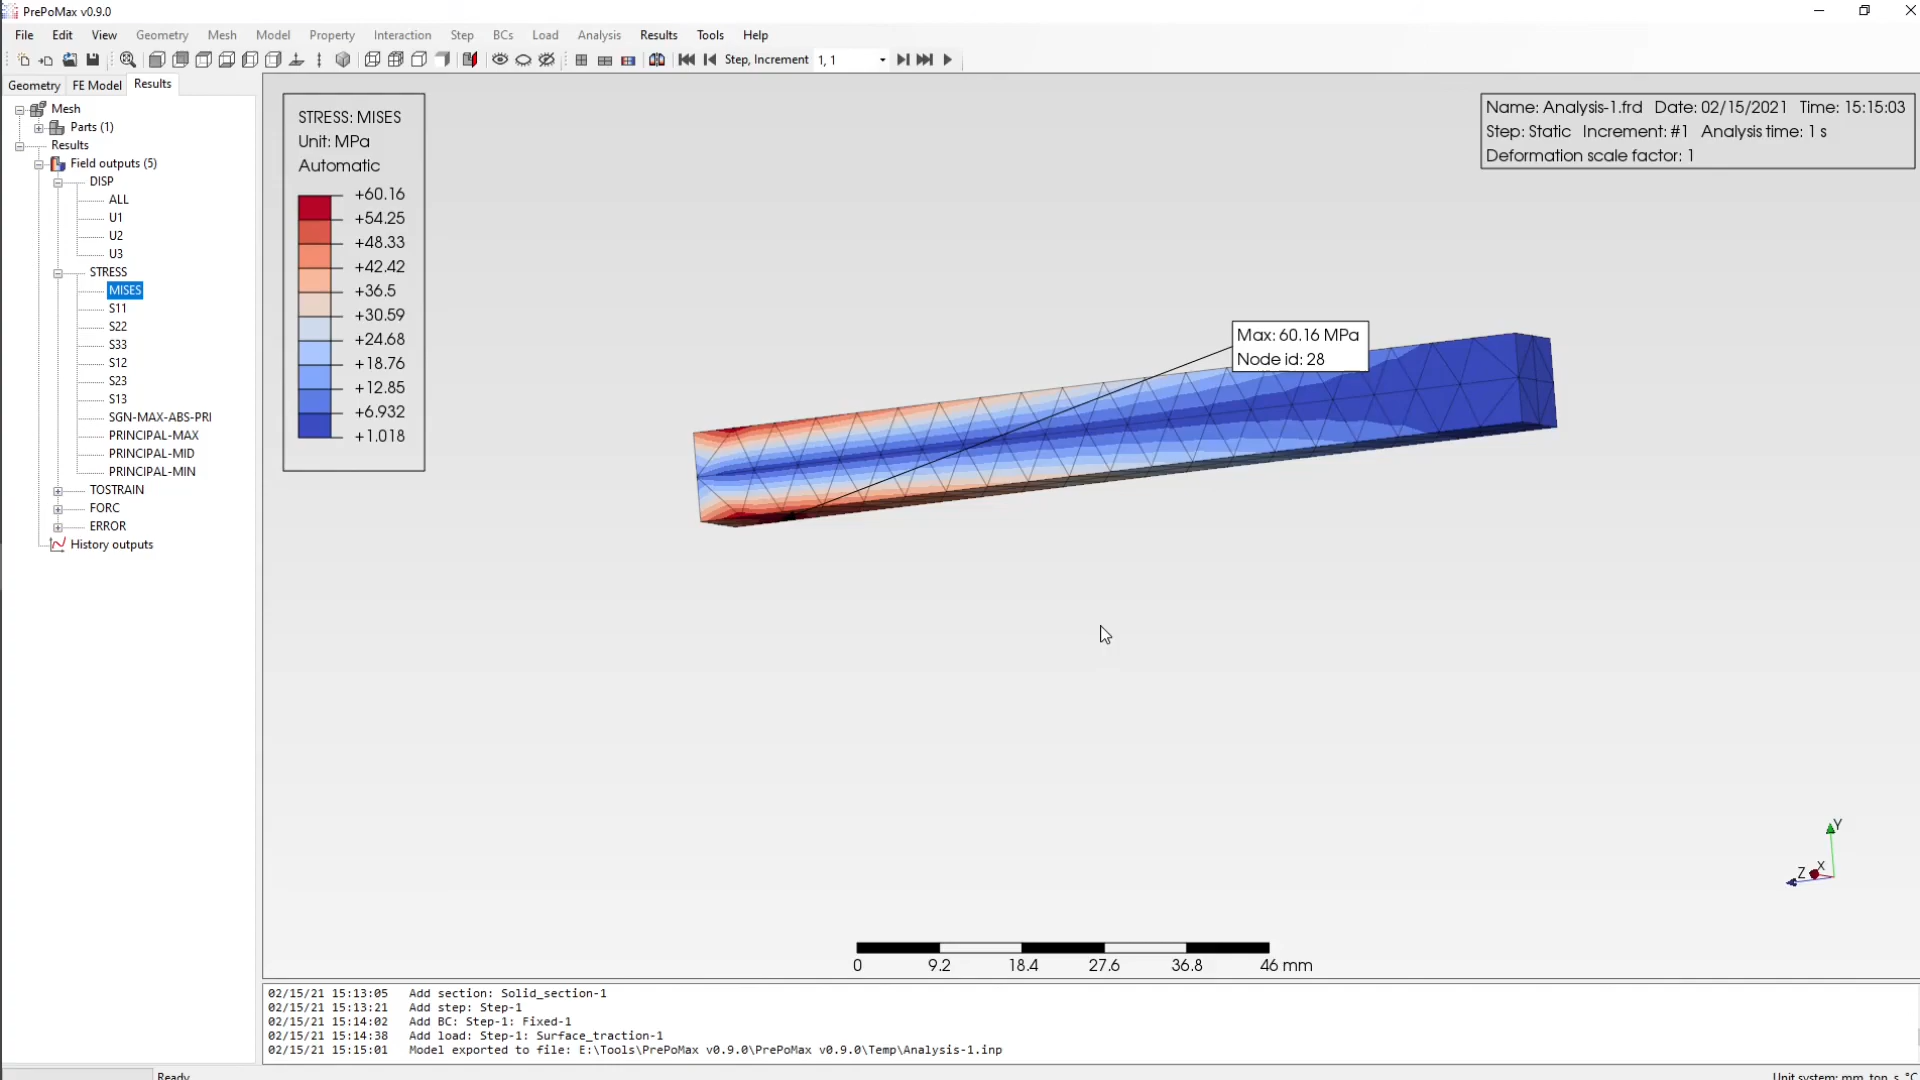 PrePoMax v0.9.0
File Edit View Geometry Mesh Model Property Interaction Step BCs Load Analysis Results Tools Help
Step, Increment 1, 1
Geometry FE Model Results
Mesh
Parts (1)
Results
Field outputs (5)
DISP
ALL
U1
U2
U3
STRESS
MISES
S11
S22
S33
S12
S23
S13
SGN-MAX-ABS-PRI
PRINCIPAL-MAX
PRINCIPAL-MID
PRINCIPAL-MIN
TOSTRAIN
FORC
ERROR
History outputs
STRESS: MISES
Unit: MPa
Automatic
+60.16
+54.25
+48.33
+42.42
+36.5
+30.59
+24.68
+18.76
+12.85
+6.932
+1.018
Name: Analysis-1.frd Date: 02/15/2021 Time: 15:15:03
Step: Static Increment: #1 Analysis time: 1 s
Deformation scale factor: 1
Max: 60.16 MPa
Node id: 28
Y
X
Z
0 9.2 18.4 27.6 36.8 46 mm
02/15/21 15:13:05 Add section: Solid_section-1
02/15/21 15:13:21 Add step: Step-1
02/15/21 15:14:02 Add BC: Step-1: Fixed-1
02/15/21 15:14:38 Add load: Step-1: Surface_traction-1
02/15/21 15:15:01 Model exported to file: E:\Tools\PrePoMax v0.9.0\PrePoMax v0.9.0\Temp\Analysis-1.inp
Ready
Unit system: mm, ton, s, °C